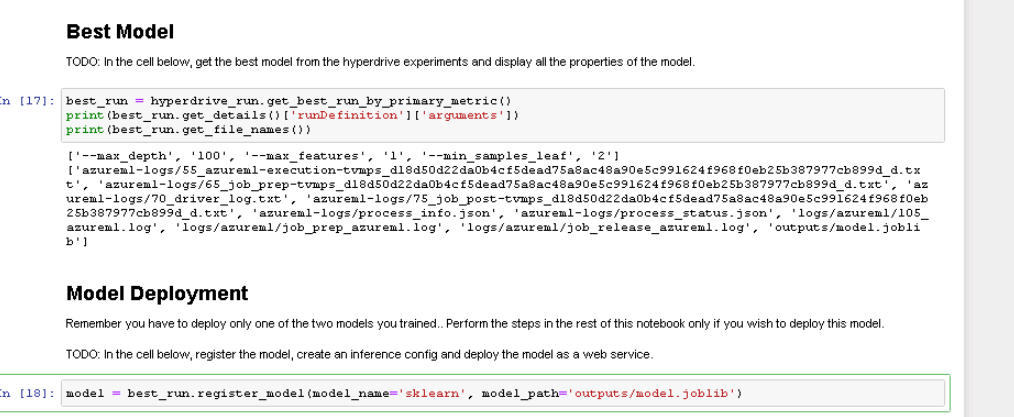 Best Model
TODO: In the cell below, get the best model from the hyperdrive experiments and display all the properties of the model.
In [17]: best_run = hyperdrive_run.get_best_run_by_primary_metric()
print(best_run.get_details()['runDefinition']['arguments'])
print(best_run.get_file_names())
['--max_depth', '100', '--max_features', '1', '--min_samples_leaf', '2']
['azureml-logs/55_azureml-execution-tvmps_d18d50d22da0b4cf5dead75a8ac48a90e5c991624f968f0eb25b387977cb899d_d.tx
t', 'azureml-logs/65_job_prep-tvmps_d18d50d22da0b4cf5dead75a8ac48a90e5c991624f968f0eb25b387977cb899d_d.txt', 'az
ureml-logs/70_driver_log.txt', 'azureml-logs/75_job_post-tvmps_d18d50d22da0b4cf5dead75a8ac48a90e5c991624f968f0eb
25b387977cb899d_d.txt', 'azureml-logs/process_info.json', 'azureml-logs/process_status.json', 'logs/azureml/105_
azureml.log', 'logs/azureml/job_prep_azureml.log', 'logs/azureml/job_release_azureml.log', 'outputs/model.jobli
b']
Model Deployment
Remember you have to deploy only one of the two models you trained.. Perform the steps in the rest of this notebook only if you wish to deploy this model.
TODO: In the cell below, register the model, create an inference config and deploy the model as a web service.
In [18]: model = best_run.register_model(model_name='sklearn', model_path='outputs/model.joblib')